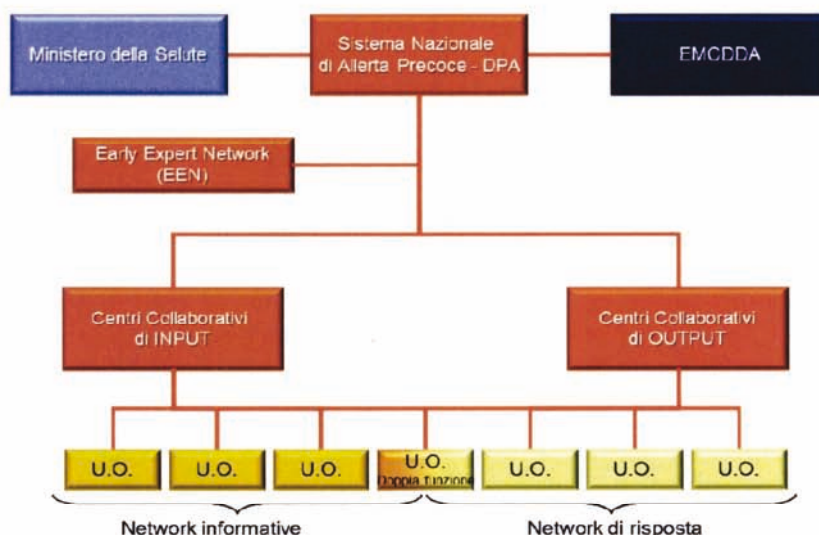 Ministero della Salute
Sistema Nazionale
di Allerta Precoce - DPA
EMCDDA
Early Expert Network
(EEN)
Centri Collaborativi
di INPUT
Centri Collaborativi
di OUTPUT
U.O.
U.O.
U.O.
U.O.
Doppia funzione
U.O.
U.O.
U.O.
Network informative
Network di risposta